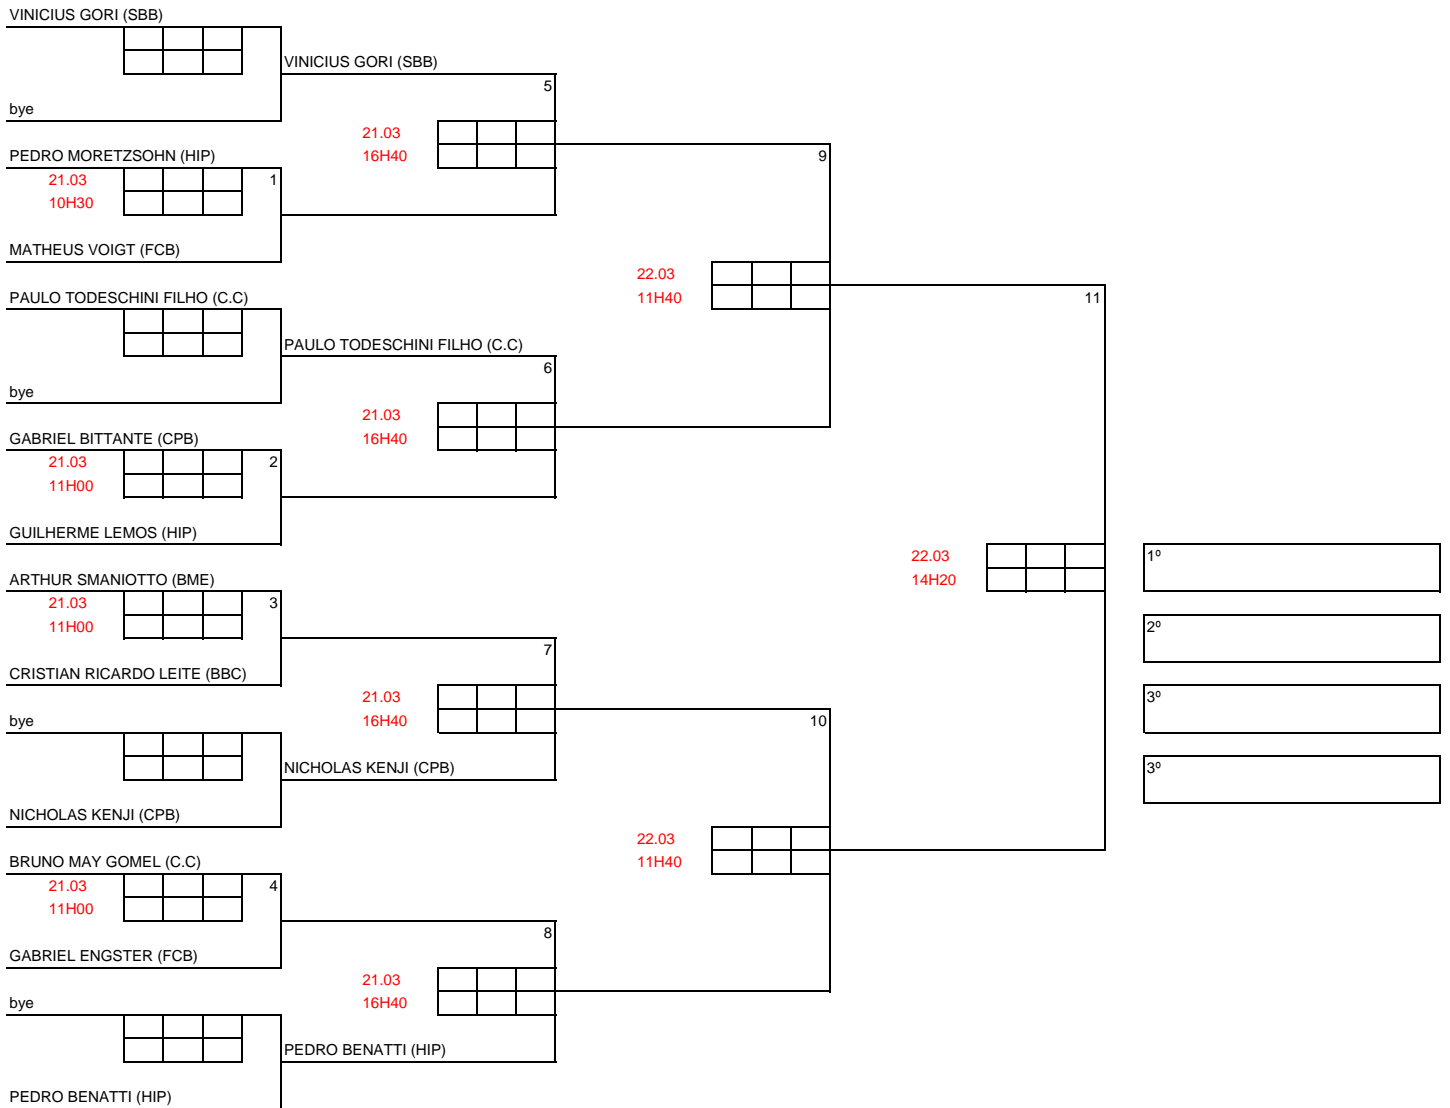 VINICIUS GORI (SBB)
VINICIUS GORI (SBB)
5
bye
21.03
16H40
9
PEDRO MORETZSOHN (HIP)
21.03
10H30
1
MATHEUS VOIGT (FCB)
22.03
11H40
11
PAULO TODESCHINI FILHO (C.C)
PAULO TODESCHINI FILHO (C.C)
6
bye
21.03
16H40
GABRIEL BITTANTE (CPB)
21.03
11H00
2
GUILHERME LEMOS (HIP)
22.03
14H20
1º
2º
3º
3º
ARTHUR SMANIOTTO (BME)
21.03
11H00
3
7
CRISTIAN RICARDO LEITE (BBC)
21.03
16H40
10
bye
NICHOLAS KENJI (CPB)
NICHOLAS KENJI (CPB)
22.03
11H40
BRUNO MAY GOMEL (C.C)
21.03
11H00
4
8
GABRIEL ENGSTER (FCB)
21.03
16H40
bye
PEDRO BENATTI (HIP)
PEDRO BENATTI (HIP)